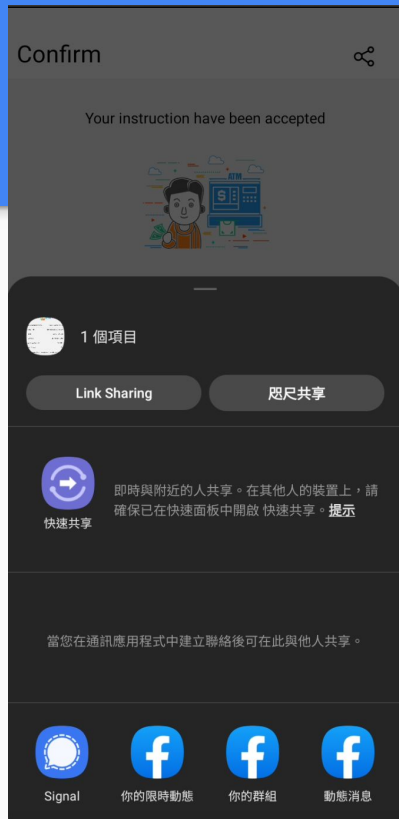 Confirm
Your instruction have been accepted
ATM
S
1 個項目
Link Sharing
咫尺共享
即時與附近的人共享。在其他人的裝置上，請
確保已在快速面板中開啟 快速共享。提示
快速共享
當您在通訊應用程式中建立聯絡後可在此與他人共享。
Signal
你的限時動態
你的群組
動態消息